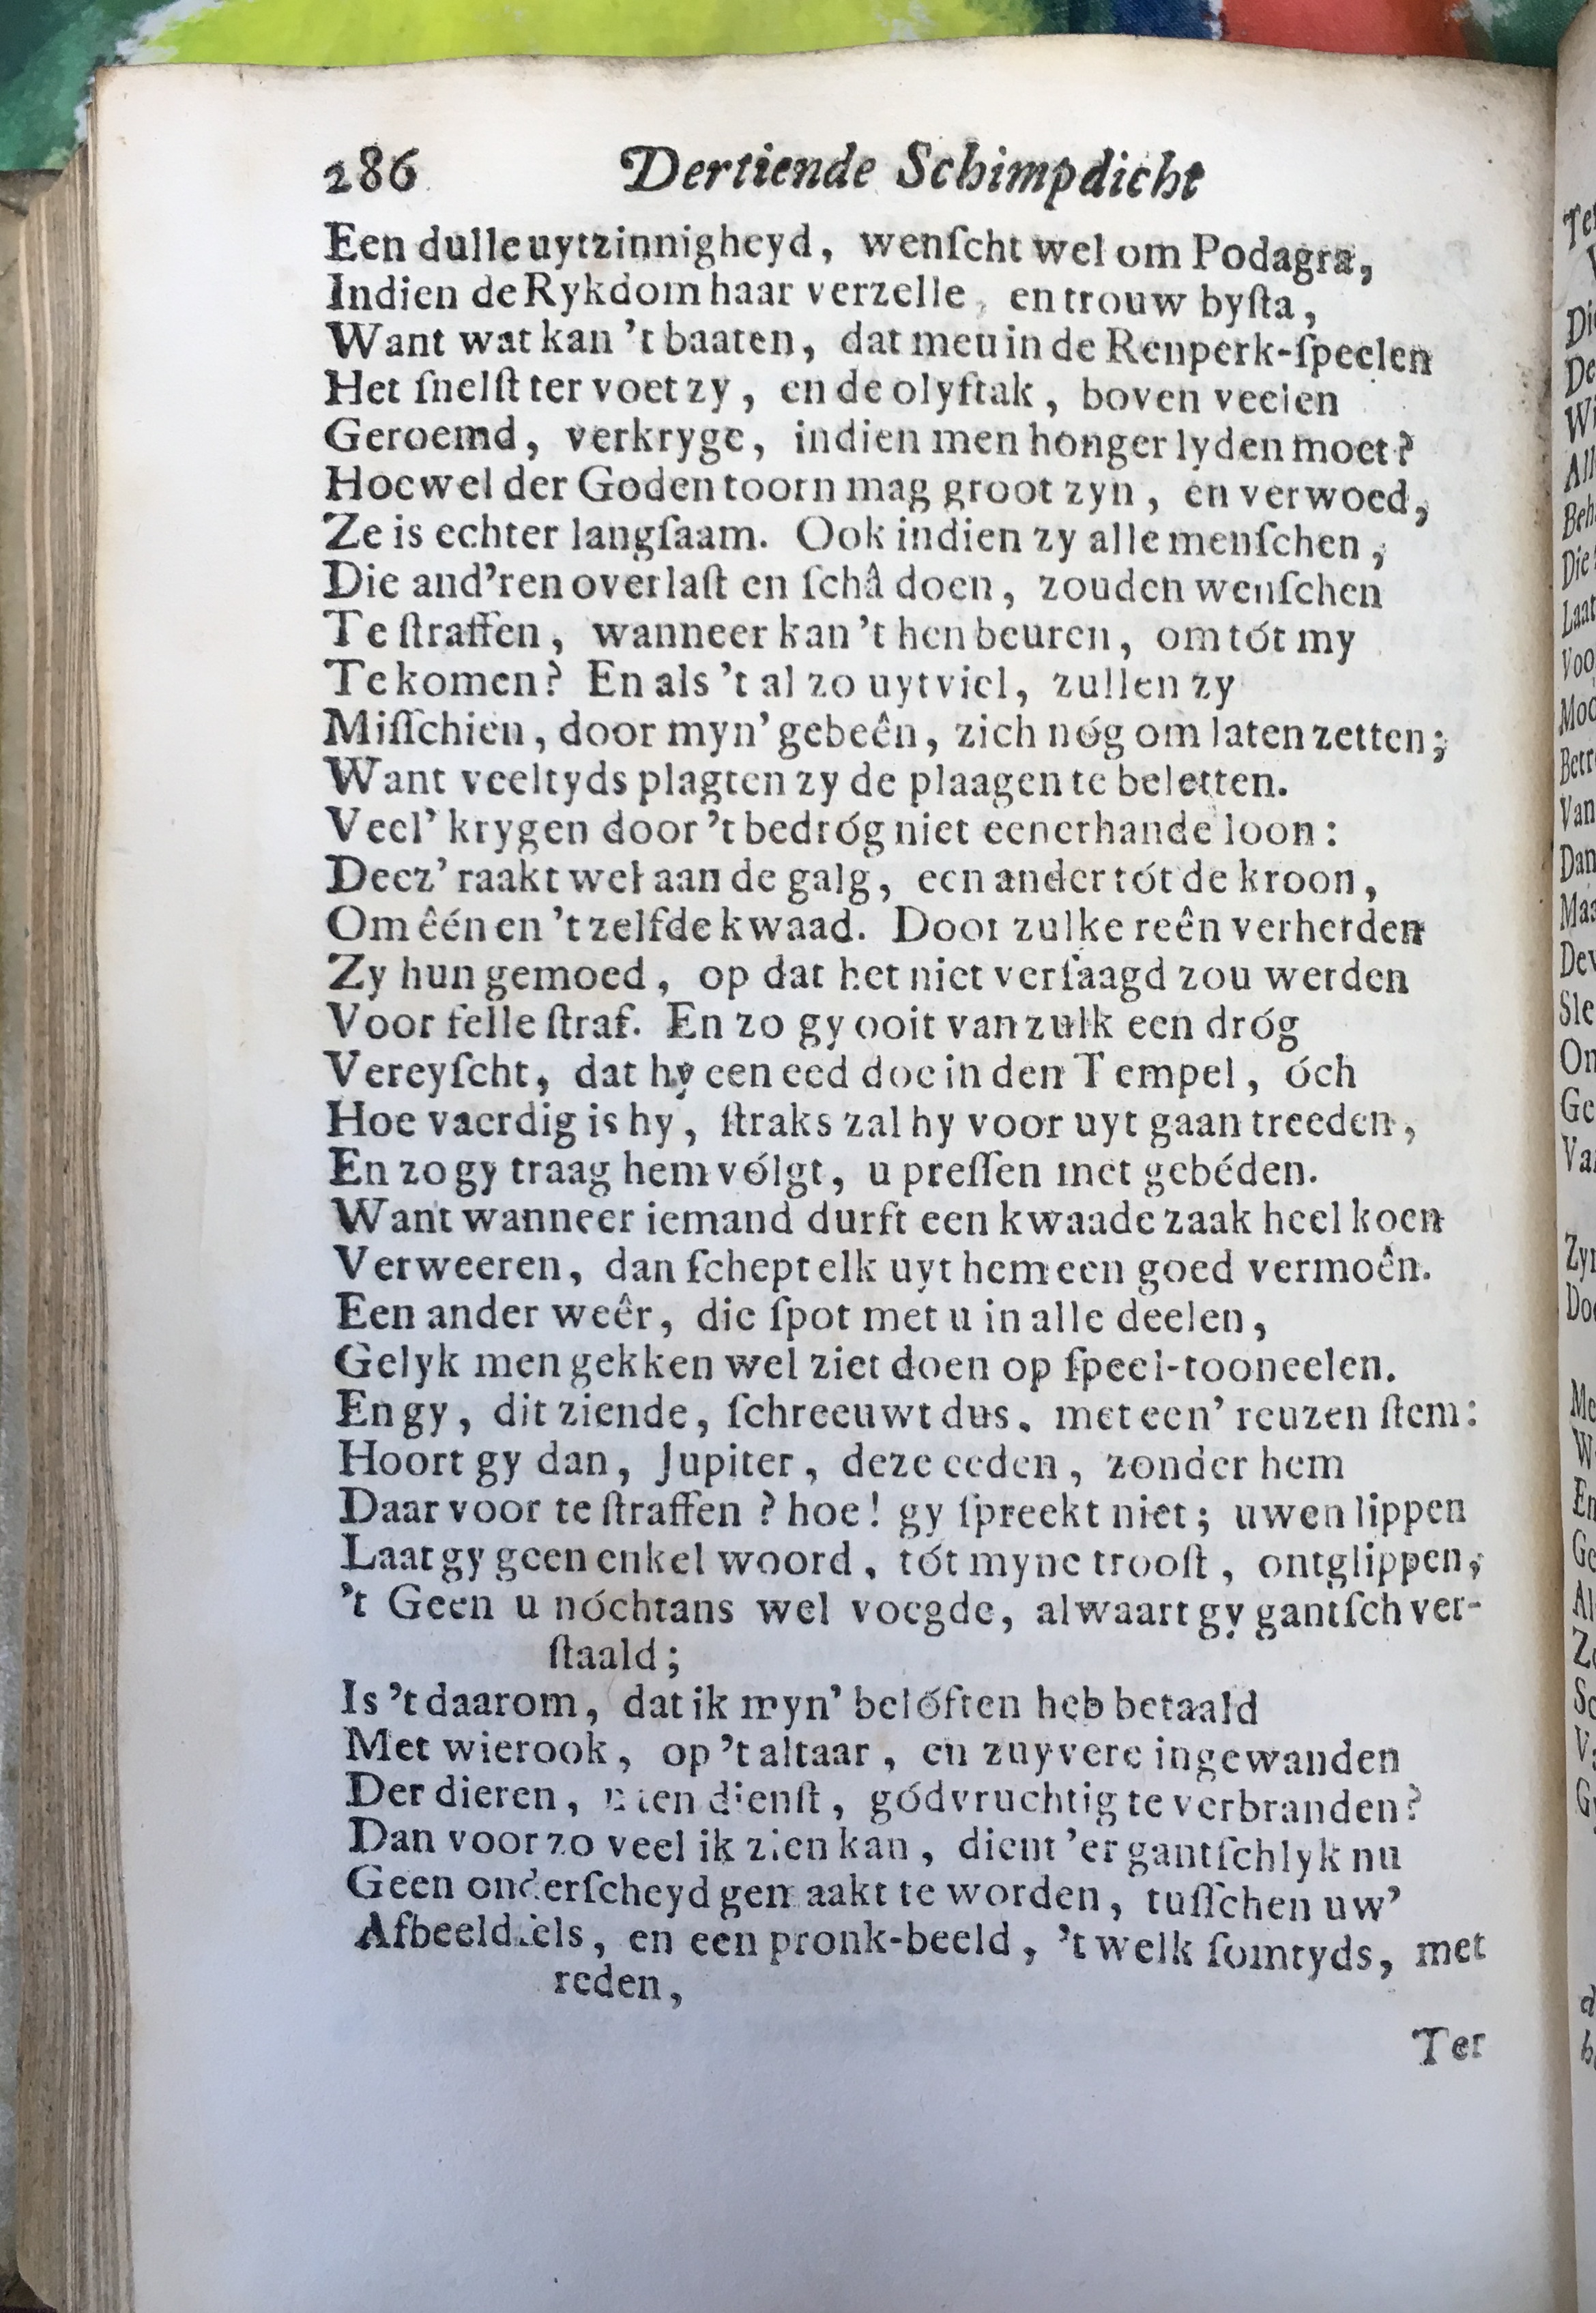 286 Dertiende Schimpdicht
Een dulle uytzinnigheyd, wenſcht wel om Podagra,
Indien de Rykdom haar verzelle, en trouw byſta,
Want wat kan 't baaten, dat men in de Renperk-ſpeelen
Het ſnelſt ter voet zy, en de olyftak, boven veelen
Geroemd, verkryge, indien men honger lyden moet?
Hoewel der Goden toorn mag groot zyn, en verwoed,
Ze is echter langſaam. Ook indien zy alle menſchen,
Die and'ren overlaſt en ſchâ doen, zouden wenſchen
Te ſtraffen, wanneer kan 't hen beuren, om tót my
Te komen? En als 't al zo uytviel, zullen zy
Miſſchien, door myn' gebeên, zich nóg om laten zetten;
Want veeltyds plagten zy de plaagen te beletten.
Veel' krygen door 't bedróg niet eenerhande loon:
Deez' raakt wel aan de galg, een ander tót de kroon,
Om êén en 't zelfde kwaad. Door zulke reên verherden
Zy hun gemoed, op dat het niet verſaagd zou werden
Voor felle ſtraf. En zo gy ooit van zulk een dróg
Vereyſcht, dat hy een eed doe in den Tempel, óch
Hoe vaerdig is hy, ſtraks zal hy voor uyt gaan treeden,
En zo gy traag hem vólgt, u preſſen met gebéden.
Want wanneer iemand durft een kwaade zaak heel koen
Verweeren, dan ſchept elk uyt hem een goed vermoên.
Een ander weêr, die ſpot met u in alle deelen,
Gelyk men gekken wel ziet doen op ſpeel-tooneelen.
En gy, dit ziende, ſchreeuwt dus, met een' reuzen ſtem:
Hoort gy dan, Jupiter, deze eeden, zonder hem
Daar voor te ſtraffen? hoe! gy ſpreekt niet; uwen lippen
Laat gy geen enkel woord, tót myne trooſt, ontglippen,
't Geen u nóchtans wel voegde, al waart gy gantſch ver-
ſtaald;
Is 't daarom, dat ik myn' belóften heb betaald
Met wierook, op 't altaar, en zuyvere ingewanden
Der dieren, dienſt, gódvruchtig te verbranden?
Dan voor zo veel ik zien kan, dient 'er gantſchlyk nu
Geen onderſcheyd gemaakt te worden, tuſſchen uw'
Afbeeldſels, en een pronk-beeld, 't welk ſomtyds, met
reden,
Ter